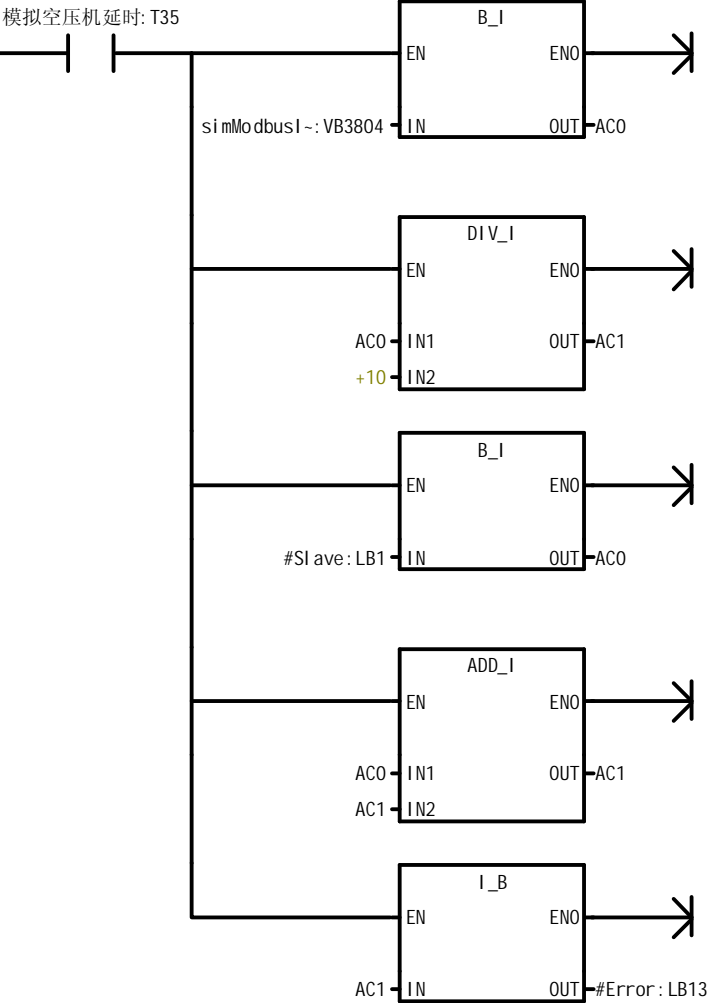 模拟空压机延时:T35
B_I
EN ENO
simModbusI~:VB3804 IN OUT AC0
DIV_I
EN ENO
AC0 IN1 OUT AC1
+10 IN2
B_I
EN ENO
#Slave:LB1 IN OUT AC0
ADD_I
EN ENO
AC0 IN1 OUT AC1
AC1 IN2
I_B
EN ENO
AC1 IN OUT #Error:LB13